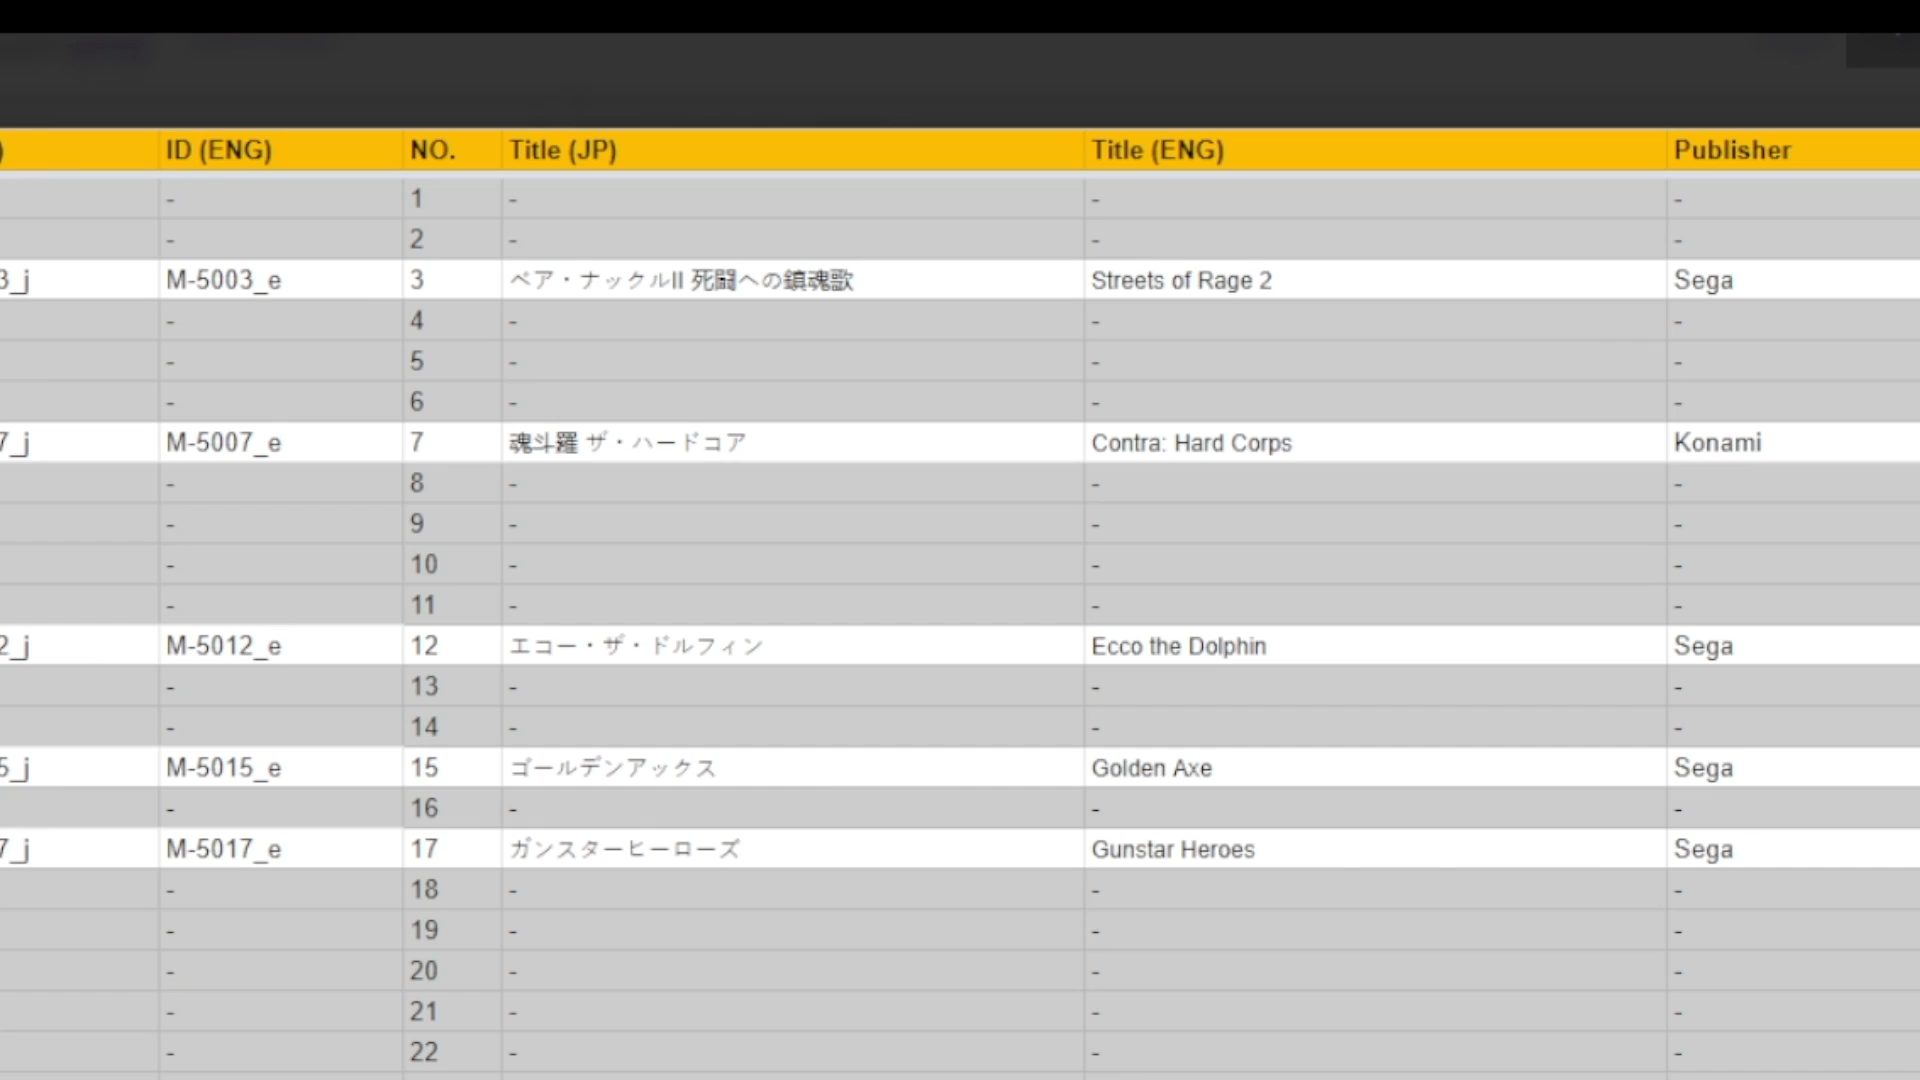 ) ID (ENG) NO. Title (JP) Title (ENG) Publisher
- 1 - - -
- 2 - - -
3_j M-5003_e 3 ベア・ナックルII 死闘への鎮魂歌 Streets of Rage 2 Sega
- 4 - - -
- 5 - - -
- 6 - - -
7_j M-5007_e 7 魂斗羅 ザ・ハードコア Contra: Hard Corps Konami
- 8 - - -
- 9 - - -
- 10 - - -
- 11 - - -
2_j M-5012_e 12 エコー・ザ・ドルフィン Ecco the Dolphin Sega
- 13 - - -
- 14 - - -
5_j M-5015_e 15 ゴールデンアックス Golden Axe Sega
- 16 - - -
7_j M-5017_e 17 ガンスターヒーローズ Gunstar Heroes Sega
- 18 - - -
- 19 - - -
- 20 - - -
- 21 - - -
- 22 - - -